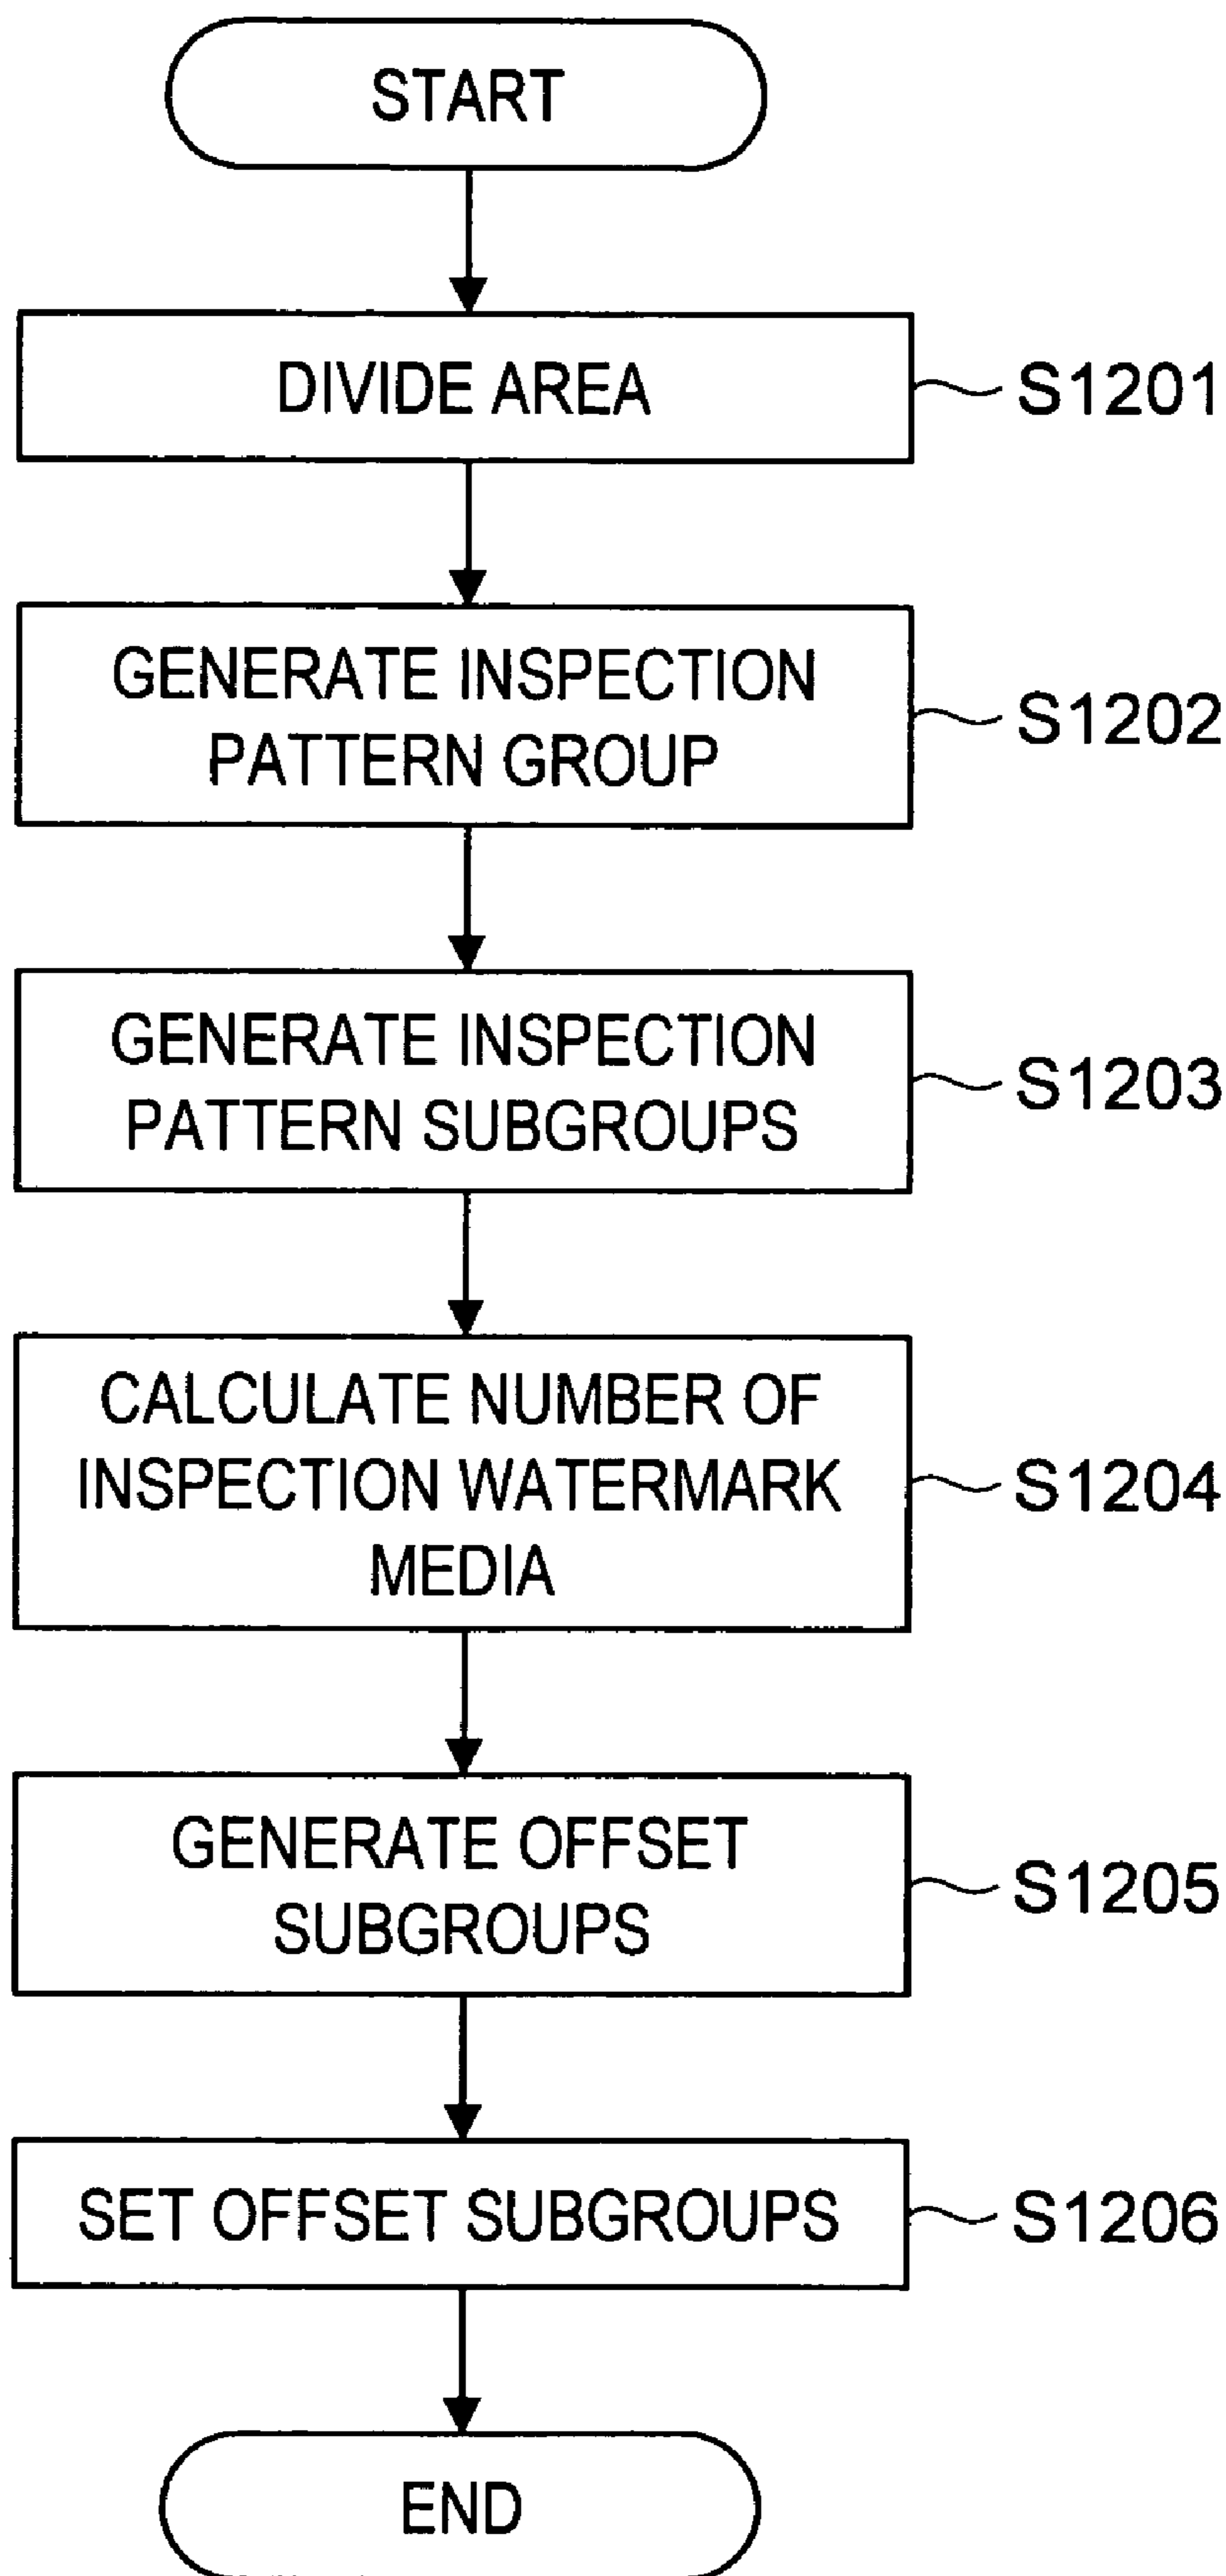 START
DIVIDE AREA
S1201
GENERATE INSPECTION
PATTERN GROUP
S1202
GENERATE INSPECTION
PATTERN SUBGROUPS
S1203
CALCULATE NUMBER OF
INSPECTION WATERMARK
MEDIA
S1204
GENERATE OFFSET
SUBGROUPS
S1205
SET OFFSET SUBGROUPS
S1206
END